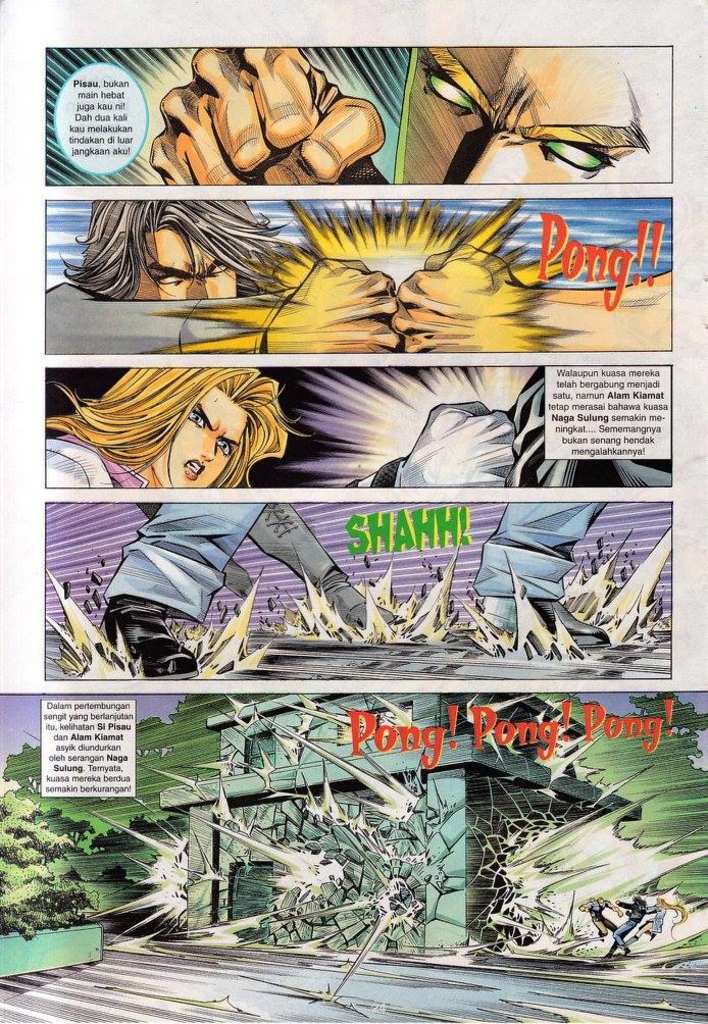 Pisau, bukan
main hebat
juga kau ni!
Dah dua kali
kau melakukan
tindakan di luar
jangkaan aku!
Pong!!
Walaupun kuasa mereka
telah bergabung menjadi
satu, namun Alam Kiamat
tetap merasai bahawa kuasa
Naga Sulung semakin me-
ningkat.... Sememangnya
bukan senang hendak
mengalahkannya!
SHAHH!
Dalam pertembungan
sengit yang berlanjutan
itu, kelihatan Si Pisau
dan Alam Kiamat
asyik diundurkan
oleh serangan Naga
Sulung. Ternyata,
kuasa mereka berdua
semakin berkurangan!
Pong! Pong! Pong!
24